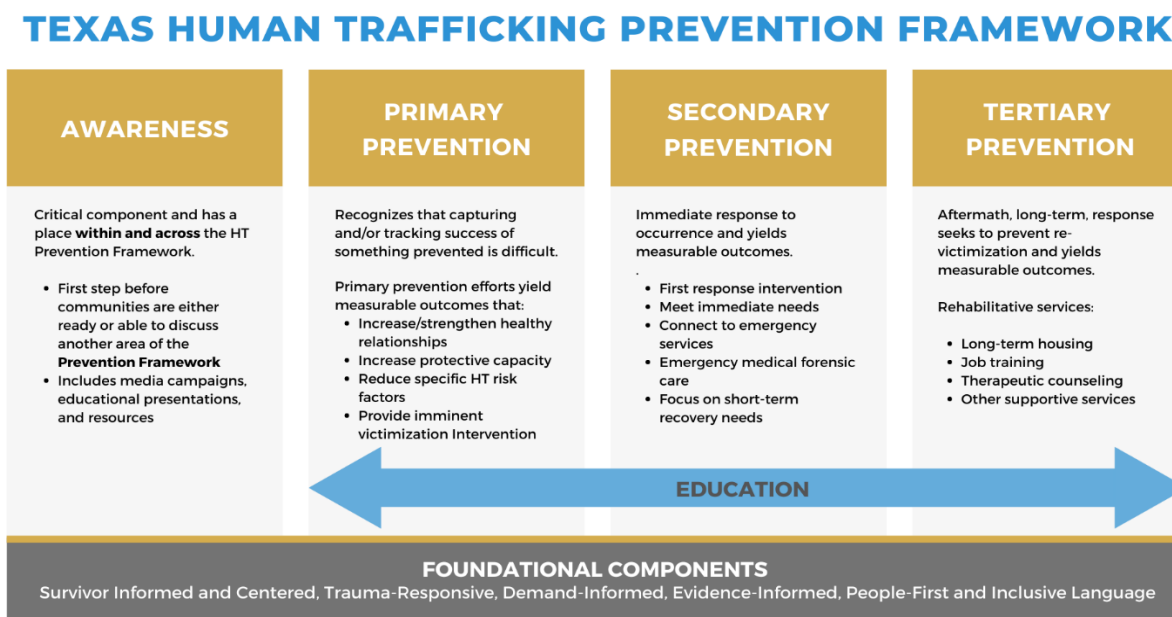 TEXAS HUMAN TRAFFICKING PREVENTION FRAMEWORK
AWARENESS
Critical component and has a
place within and across the HT
Prevention Framework.
• First step before
communities are either
ready or able to discuss
another area of the
Prevention Framework
• Includes media campaigns,
educational presentations,
and resources
PRIMARY
PREVENTION
Recognizes that capturing
and/or tracking success of
something prevented is difficult.
Primary prevention efforts yield
measurable outcomes that:
• Increase/strengthen healthy
relationships
• Increase protective capacity
• Reduce specific HT risk
factors
• Provide imminent
victimization Intervention
SECONDARY
PREVENTION
Immediate response to
occurrence and yields
measurable outcomes.
.
• First response intervention
• Meet immediate needs
• Connect to emergency
services
• Emergency medical forensic
care
• Focus on short-term
recovery needs
TERTIARY
PREVENTION
Aftermath, long-term, response
seeks to prevent re-
victimization and yields
measurable outcomes.
Rehabilitative services:
• Long-term housing
• Job training
• Therapeutic counseling
• Other supportive services
EDUCATION
FOUNDATIONAL COMPONENTS
Survivor Informed and Centered, Trauma-Responsive, Demand-Informed, Evidence-Informed, People-First and Inclusive Language